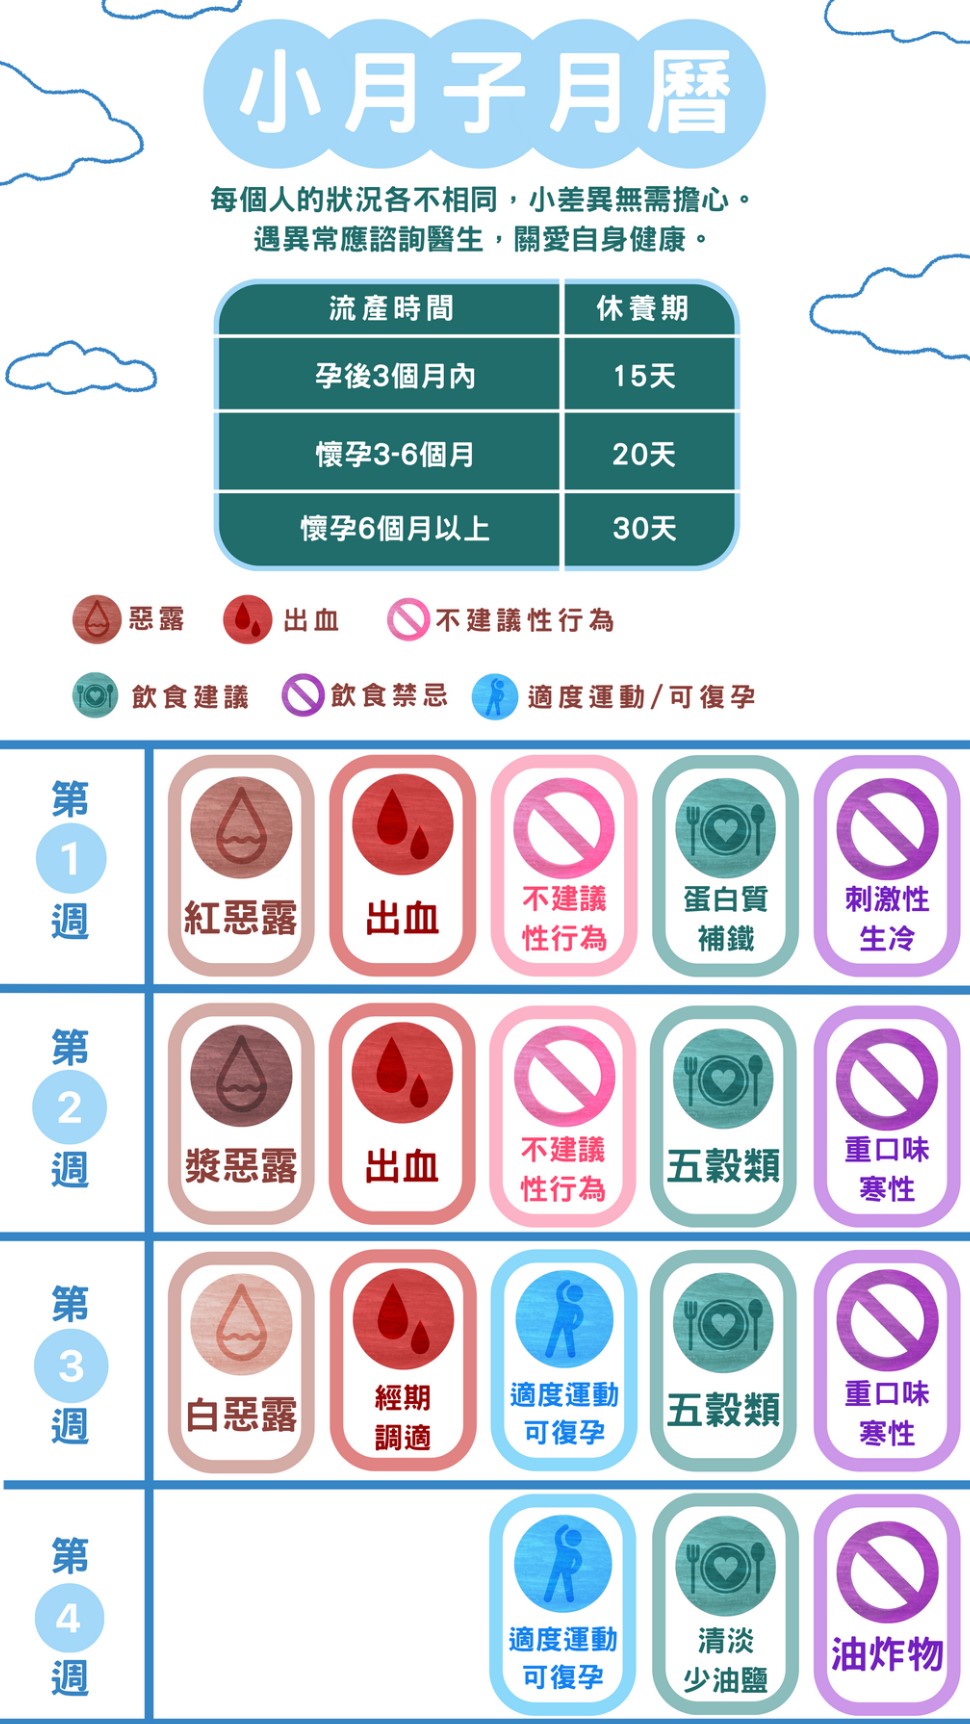 小月子月曆
每個人的狀況各不相同，小差異無需擔心。
遇異常應諮詢醫生，關愛自身健康。
流產時間 休養期
孕後3個月內 15天
懷孕3-6個月 20天
懷孕6個月以上 30天
惡露 出血 不建議性行為
飲食建議 飲食禁忌 適度運動/可復孕
第
1
週
紅惡露
出血
不建議
性行為
蛋白質
補鐵
刺激性
生冷
第
2
週
漿惡露
出血
不建議
性行為
五穀類
重口味
寒性
第
3
週
白惡露
經期
調適
適度運動
可復孕
五穀類
重口味
寒性
第
4
週
適度運動
可復孕
清淡
少油鹽
油炸物